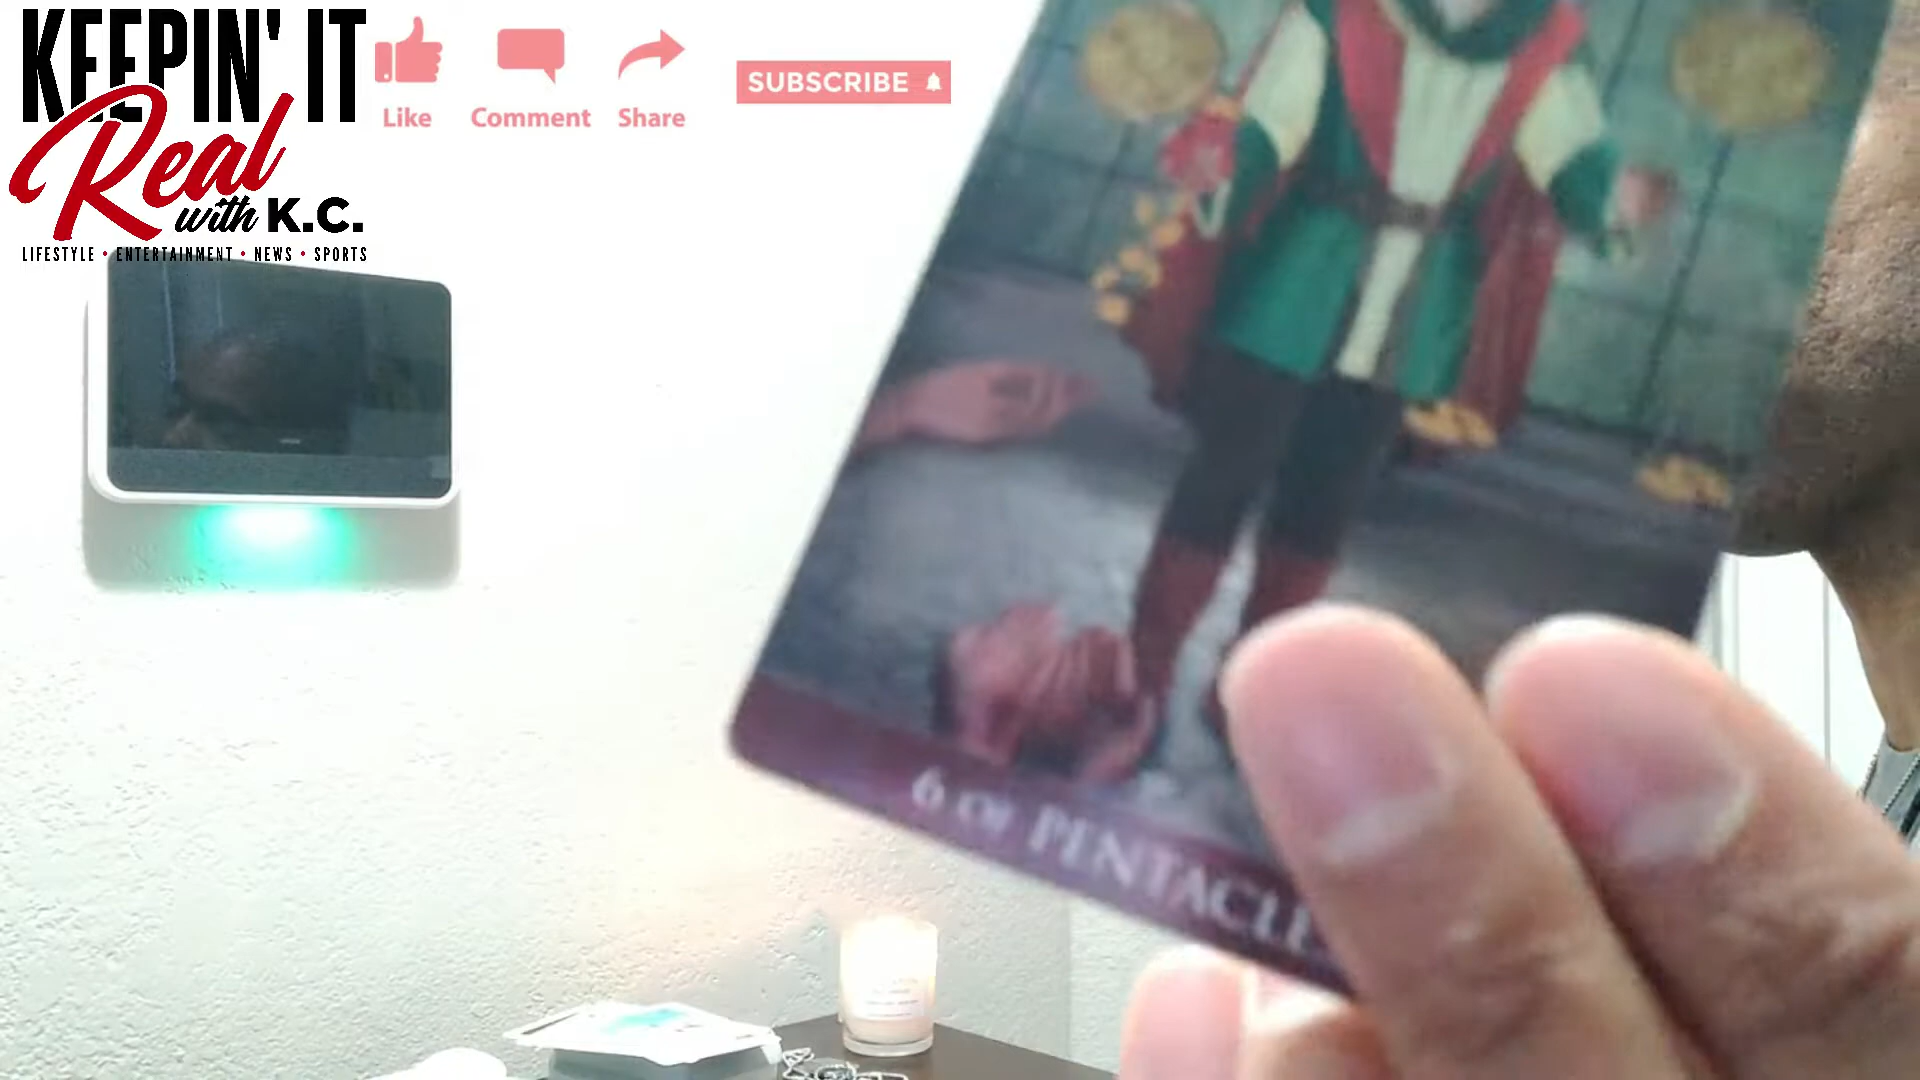 KEEPIN' IT
Real
with K.C.
LIFESTYLE • ENTERTAINMENT • NEWS • SPORTS
Like
Comment
Share
SUBSCRIBE
6 OF PENTACLE